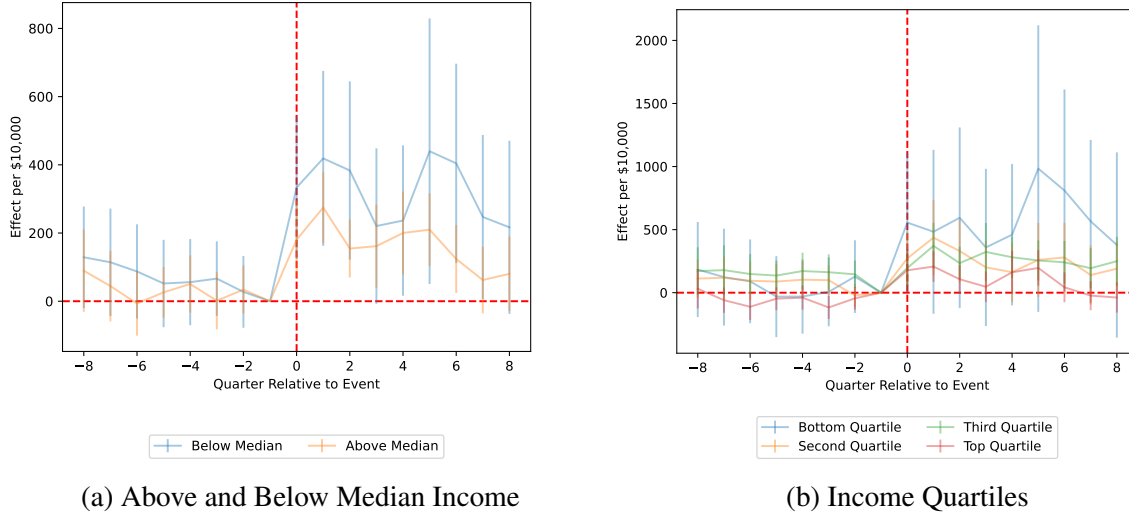 800
600
400
200
0
Effect per $10,000
−8 −6 −4 −2 0 2 4 6 8
Quarter Relative to Event
Below Median Above Median
(a) Above and Below Median Income
2000
1500
1000
500
0
Effect per $10,000
−8 −6 −4 −2 0 2 4 6 8
Quarter Relative to Event
Bottom Quartile Third Quartile
Second Quartile Top Quartile
(b) Income Quartiles